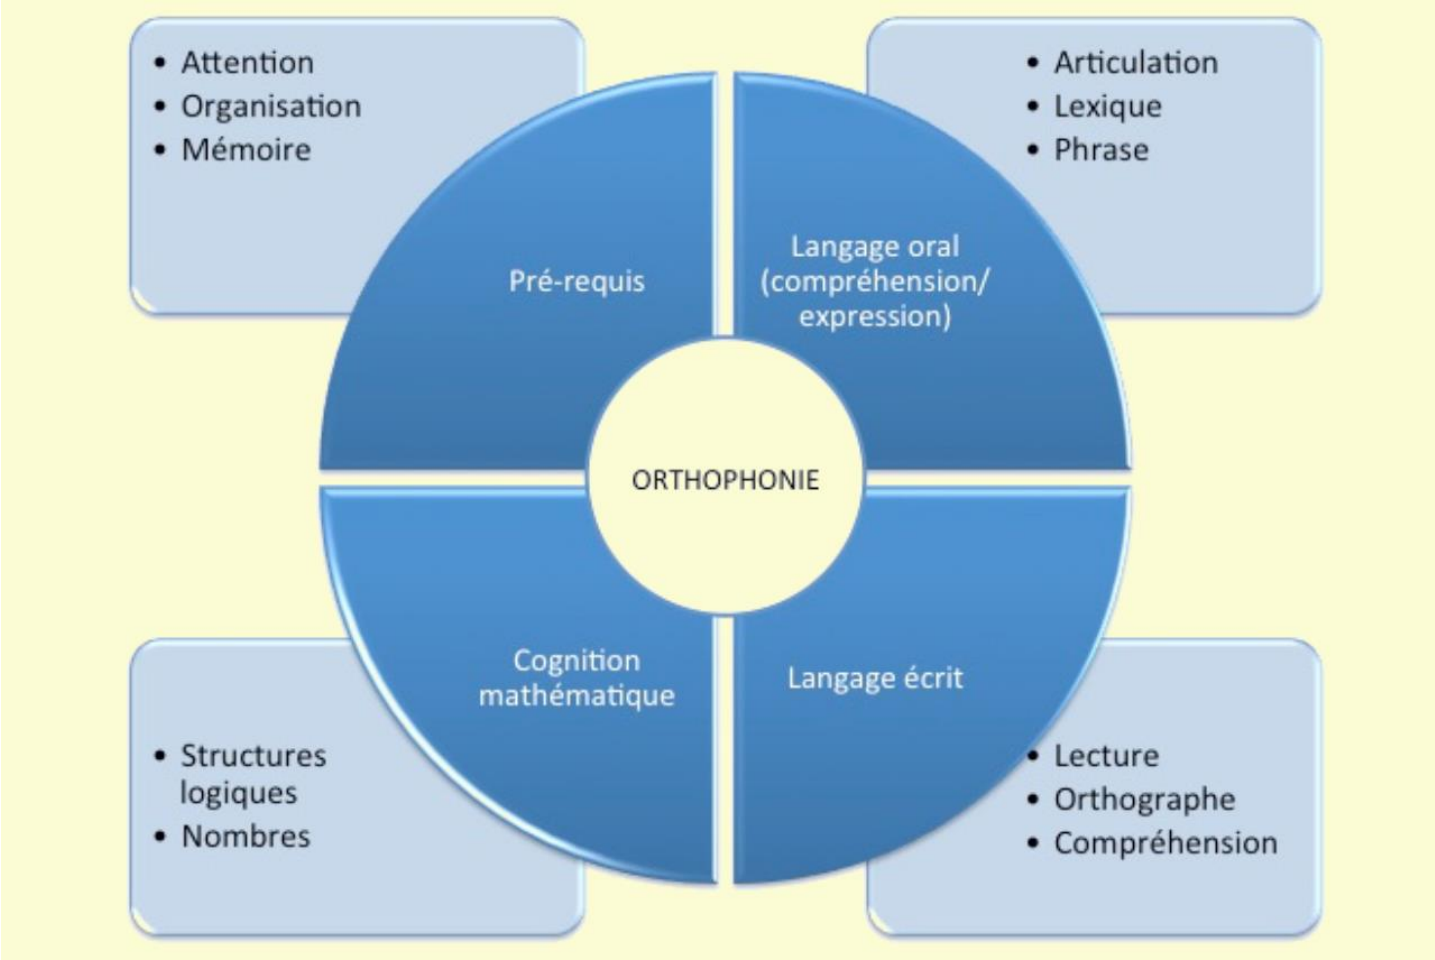 • Attention
• Organisation
• Mémoire
• Articulation
• Lexique
• Phrase
Pré-requis
Langage oral
(compréhension/
expression)
ORTHOPHONIE
Cognition
mathématique
Langage écrit
• Structures
logiques
• Nombres
• Lecture
• Orthographe
• Compréhension